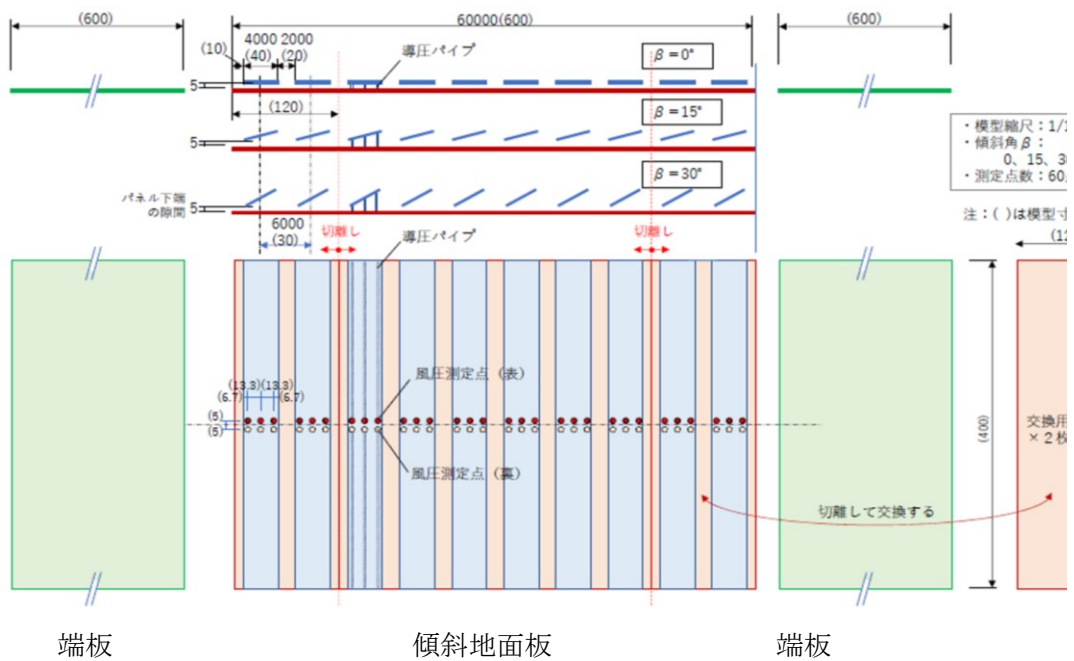 (600)
60000(600)
(600)
4000 2000
(10)
(40)
(20)
導圧パイプ
β＝0°
5
(120)
β＝15°
5
β＝30°
パネル下端
の隙間
5
6000
(30)
切離し
導圧パイプ
切離し
・模型縮尺：1/1
・傾斜角β：
0、15、30
・測定点数：60
注：( )は模型寸
(12
(13.3)(13.3)
(6.7)
(6.7)
風圧測定点（表）
(5)
(5)
風圧測定点（裏）
(400)
交換用
×２枚
切離して交換する
端板
傾斜地面板
端板